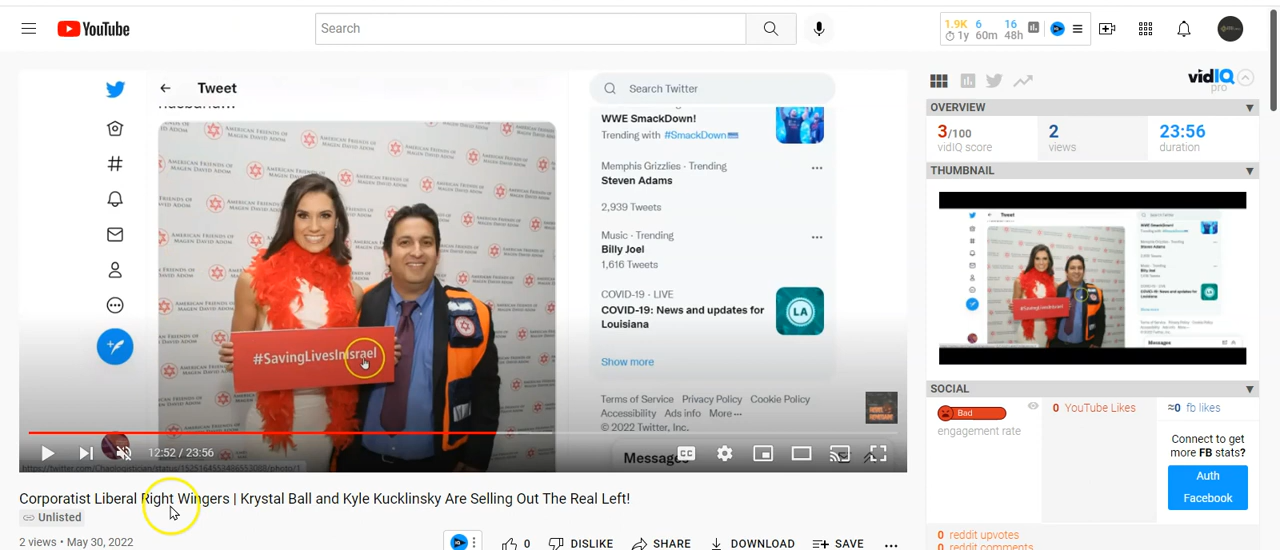 YouTube
Search
1.9K 6 16
1y 60m 48h
Tweet
Search Twitter
AMERICAN FRIENDS OF MAGEN DAVID ADOM
#SavingLivesInIsrael
WWE SmackDown!
Trending with #SmackDown
Memphis Grizzlies · Trending
Steven Adams
2,939 Tweets
Music · Trending
Billy Joel
1,616 Tweets
COVID-19 · LIVE
COVID-19: News and updates for
Louisiana
LA
Show more
Terms of Service Privacy Policy Cookie Policy
Accessibility Ads info More
© 2022 Twitter, Inc.
Messages
12:52 / 23:56
Corporatist Liberal Right Wingers | Krystal Ball and Kyle Kucklinsky Are Selling Out The Real Left!
Unlisted
2 views • May 30, 2022
0 DISLIKE SHARE DOWNLOAD SAVE
vidIQ
pro
OVERVIEW
3/100 2 23:56
vidIQ score views duration
THUMBNAIL
Tweet
#SavingLivesInIsrael
Messages
SOCIAL
Bad 0 YouTube Likes ≈0 fb likes
engagement rate
Connect to get
more FB stats?
Auth
Facebook
0 reddit upvotes
0 reddit comments